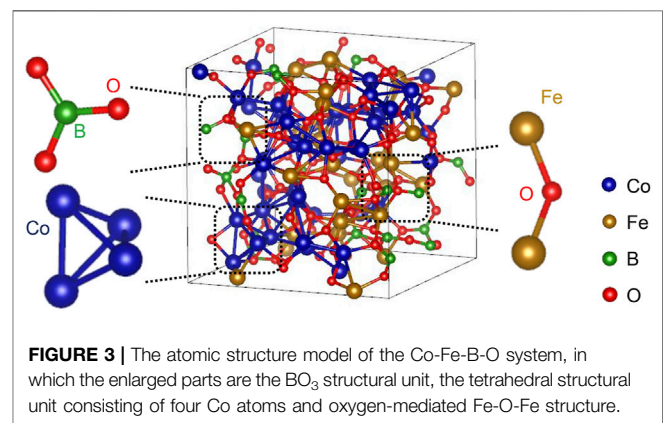 O
B
Co
Fe
O
Co
Fe
B
O
FIGURE 3 | The atomic structure model of the Co-Fe-B-O system, in
which the enlarged parts are the BO₃ structural unit, the tetrahedral structural
unit consisting of four Co atoms and oxygen-mediated Fe-O-Fe structure.